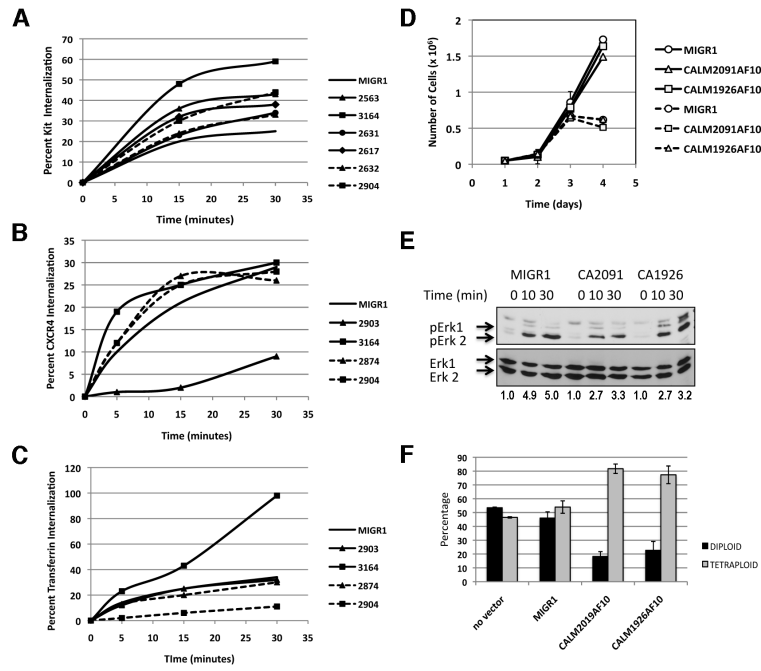 A
Percent Kit Internalization
70
60
50
40
30
20
10
0
0 5 10 15 20 25 30 35
Time (minutes)
MIGR1
2563
3164
2631
2617
2632
2904
B
Percent CXCR4 Internalization
35
30
25
20
15
10
5
0
0 5 10 15 20 25 30 35
Time (minutes)
MIGR1
2903
3164
2874
2904
C
Percent Transferrin Internalization
120
100
80
60
40
20
0
0 5 10 15 20 25 30 35
TIme (minutes)
MIGR1
2903
3164
2874
2904
D
Number of Cells (x 10⁶)
2
1.5
1
0.5
0
0 1 2 3 4 5
Time (days)
MIGR1
CALM2091AF10
CALM1926AF10
MIGR1
CALM2091AF10
CALM1926AF10
E
MIGR1 CA2091 CA1926
Time (min) 0 10 30 0 10 30 0 10 30
pErk1
pErk 2
Erk1
Erk 2
1.0 4.9 5.0 1.0 2.7 3.3 1.0 2.7 3.2
F
Percentage
90
80
70
60
50
40
30
20
10
0
no vector
MIGR1
CALM2019AF10
CALM1926AF10
DIPLOID
TETRAPLOID